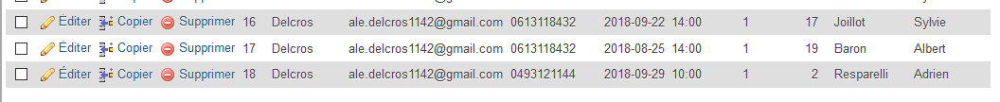 Éditer Copier Supprimer 16 Delcros ale.delcros1142@gmail.com 0613118432 2018-09-22 14:00 1 17 Joillot Sylvie
Éditer Copier Supprimer 17 Delcros ale.delcros1142@gmail.com 0613118432 2018-08-25 14:00 1 19 Baron Albert
Éditer Copier Supprimer 18 Delcros ale.delcros1142@gmail.com 0493121144 2018-09-29 10:00 1 2 Resparelli Adrien